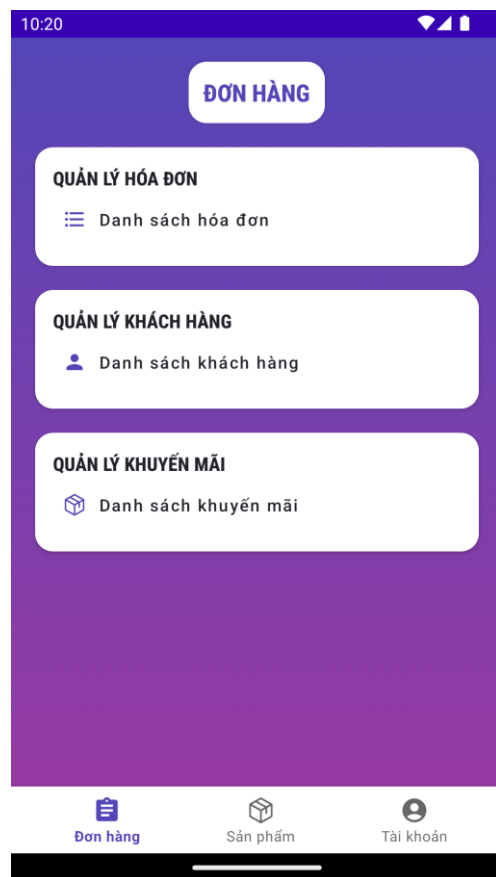 10:20
ĐƠN HÀNG
QUẢN LÝ HÓA ĐƠN
Danh sách hóa đơn
QUẢN LÝ KHÁCH HÀNG
Danh sách khách hàng
QUẢN LÝ KHUYẾN MÃI
Danh sách khuyến mãi
Đơn hàng
Sản phẩm
Tài khoản